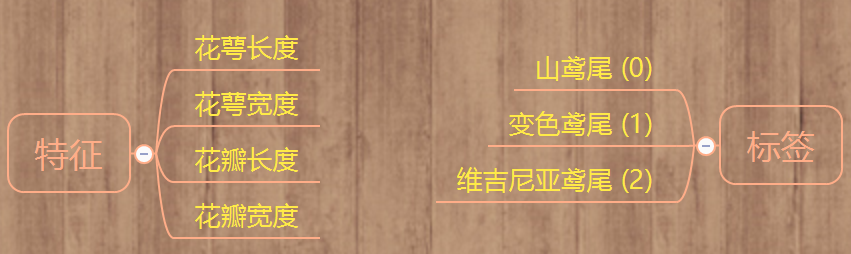 特征
花萼长度
花萼宽度
花瓣长度
花瓣宽度
山鸢尾 (0)
变色鸢尾 (1)
维吉尼亚鸢尾 (2)
标签